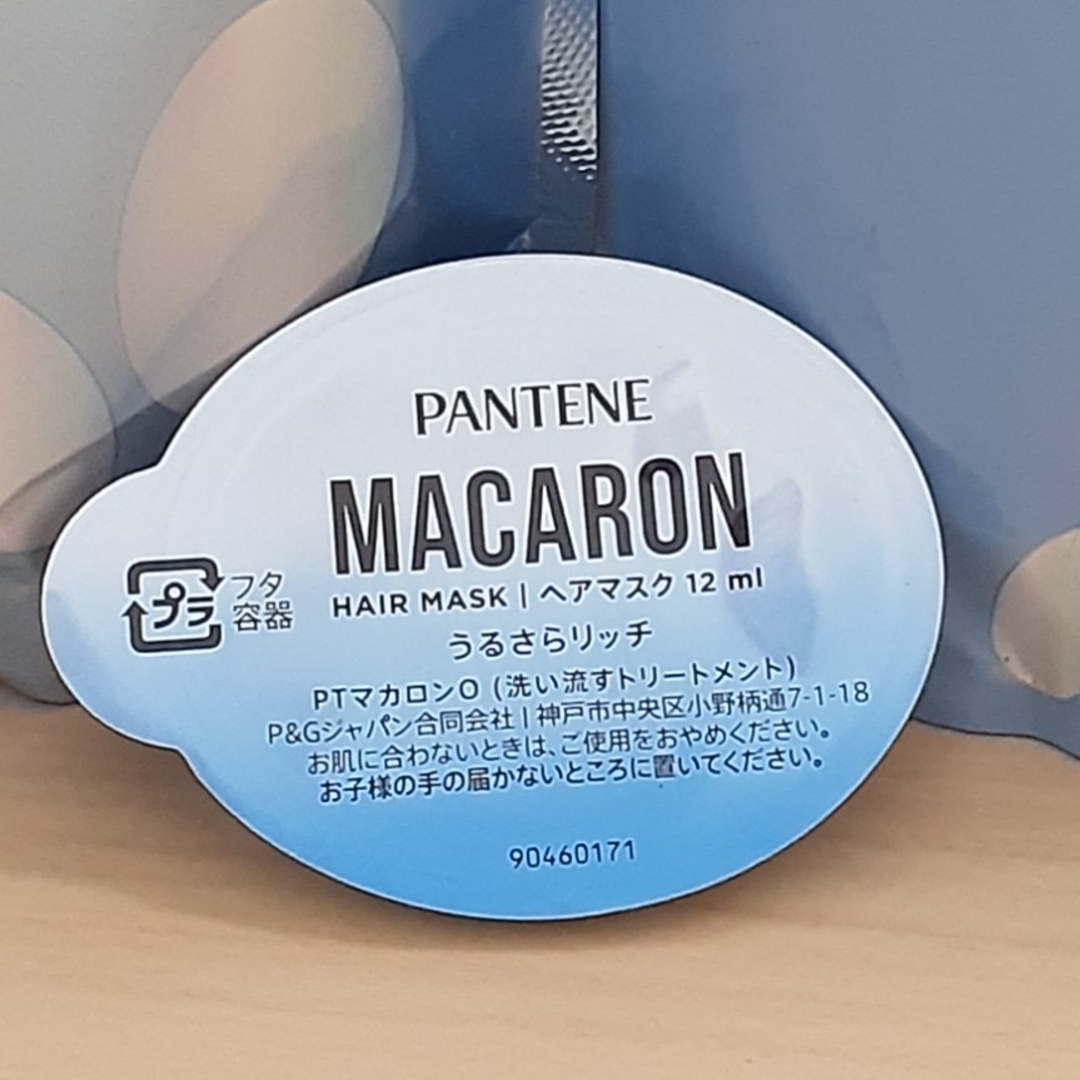 PANTENE
MACARON
HAIR MASK | ヘアマスク 12 ml
うるさらリッチ
プラ
フタ
容器
PTマカロンO (洗い流すトリートメント)
P&Gジャパン合同会社 | 神戸市中央区小野柄通7-1-18
お肌に合わないときは、ご使用をおやめください。
お子様の手の届かないところに置いてください。
90460171